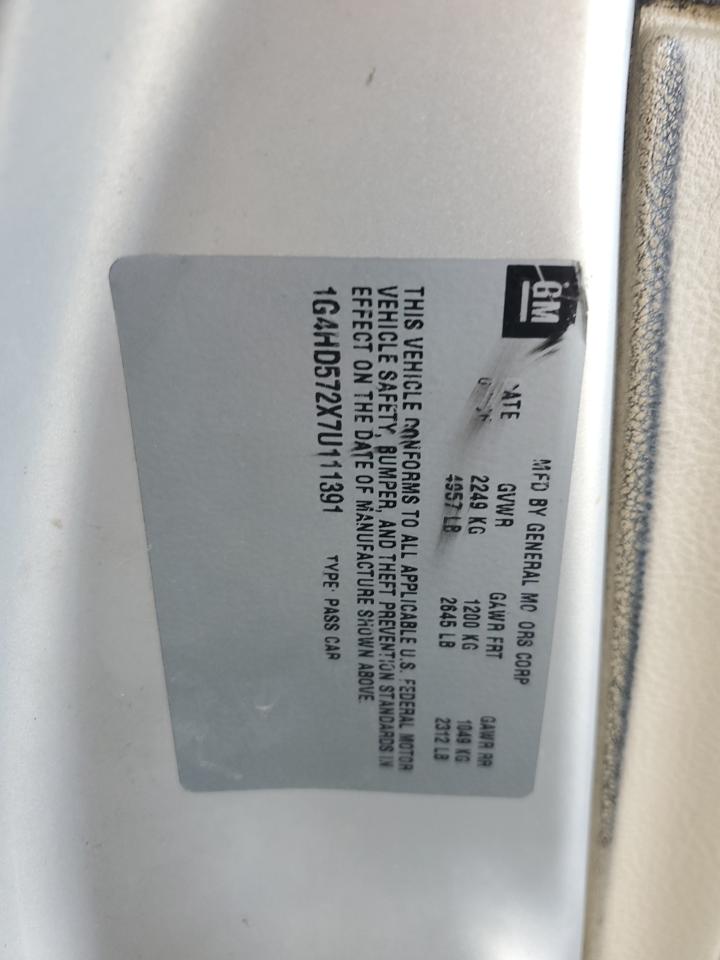 GM
MFD BY GENERAL MO ORS CORP
ATE GVWR GAWR FRT GAWR RR
2249 KG 1200 KG 1049 KG
4957 LB 2645 LB 2312 LB
THIS VEHICLE CONFORMS TO ALL APPLICABLE U.S. FEDERAL MOTOR
VEHICLE SAFETY, BUMPER, AND THEFT PREVENTION STANDARDS IN
EFFECT ON THE DATE OF MANUFACTURE SHOWN ABOVE.
1G4HD572X7U111391 TYPE: PASS CAR